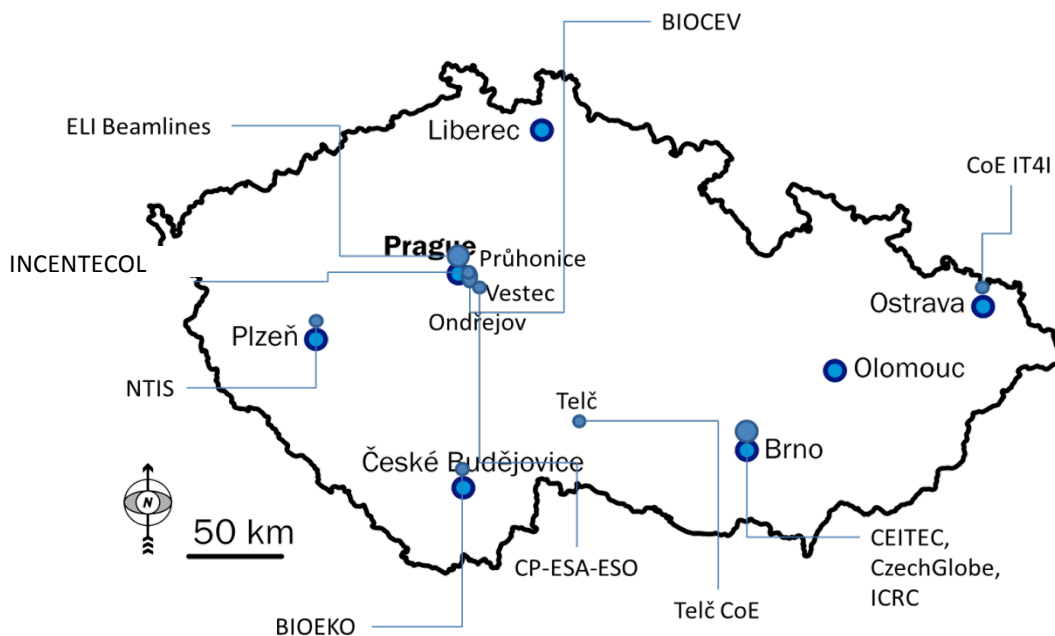 BIOCEV
ELI Beamlines
Liberec
CoE IT4I
Prague
Průhonice
INCENTECOL
Vestec
Ostrava
Ondřejov
Plzeň
Olomouc
NTIS
Telč
České Budějovice
Brno
N
50 km
CP-ESA-ESO
CEITEC,
CzechGlobe,
ICRC
Telč CoE
BIOEKO